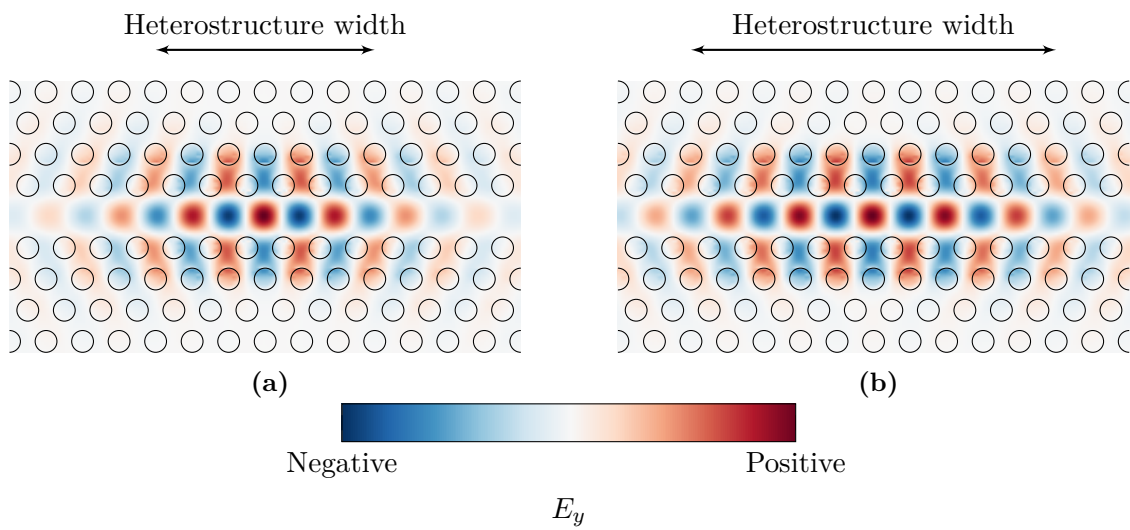 Heterostructure width
Heterostructure width
(a)
(b)
Negative
Positive
E_y